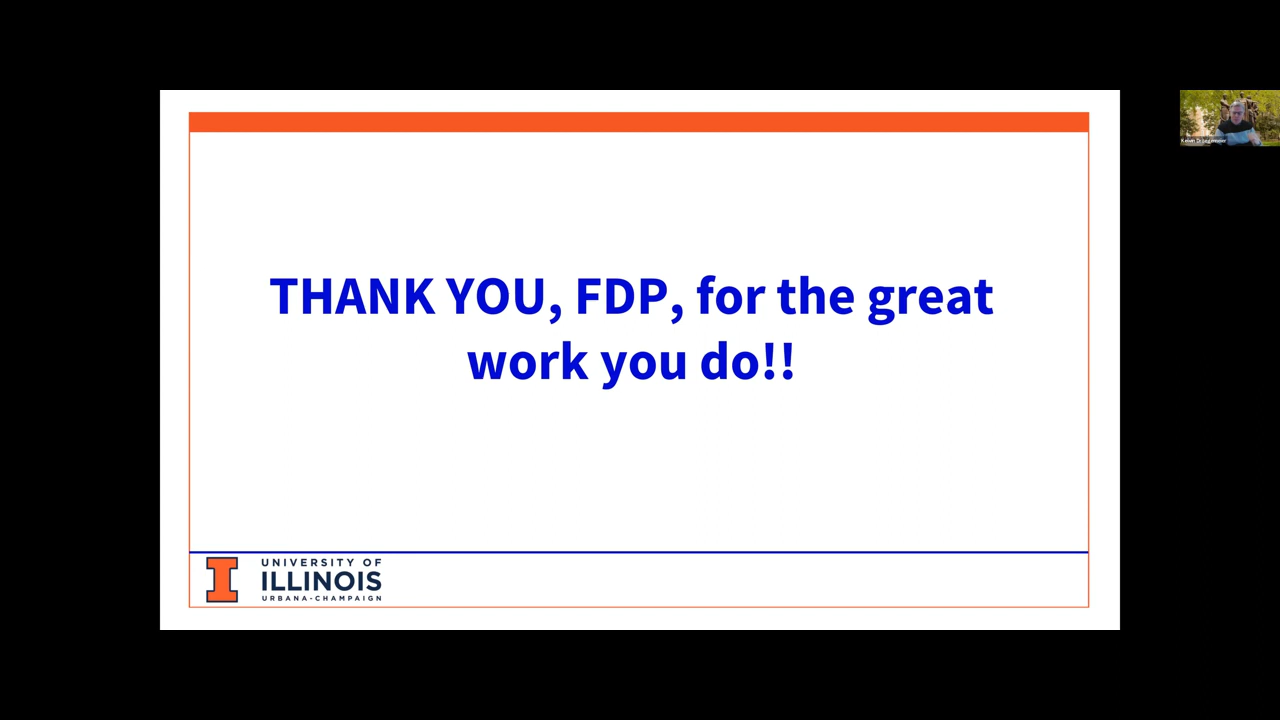 THANK YOU, FDP, for the great
work you do!!
UNIVERSITY OF
ILLINOIS
URBANA-CHAMPAIGN